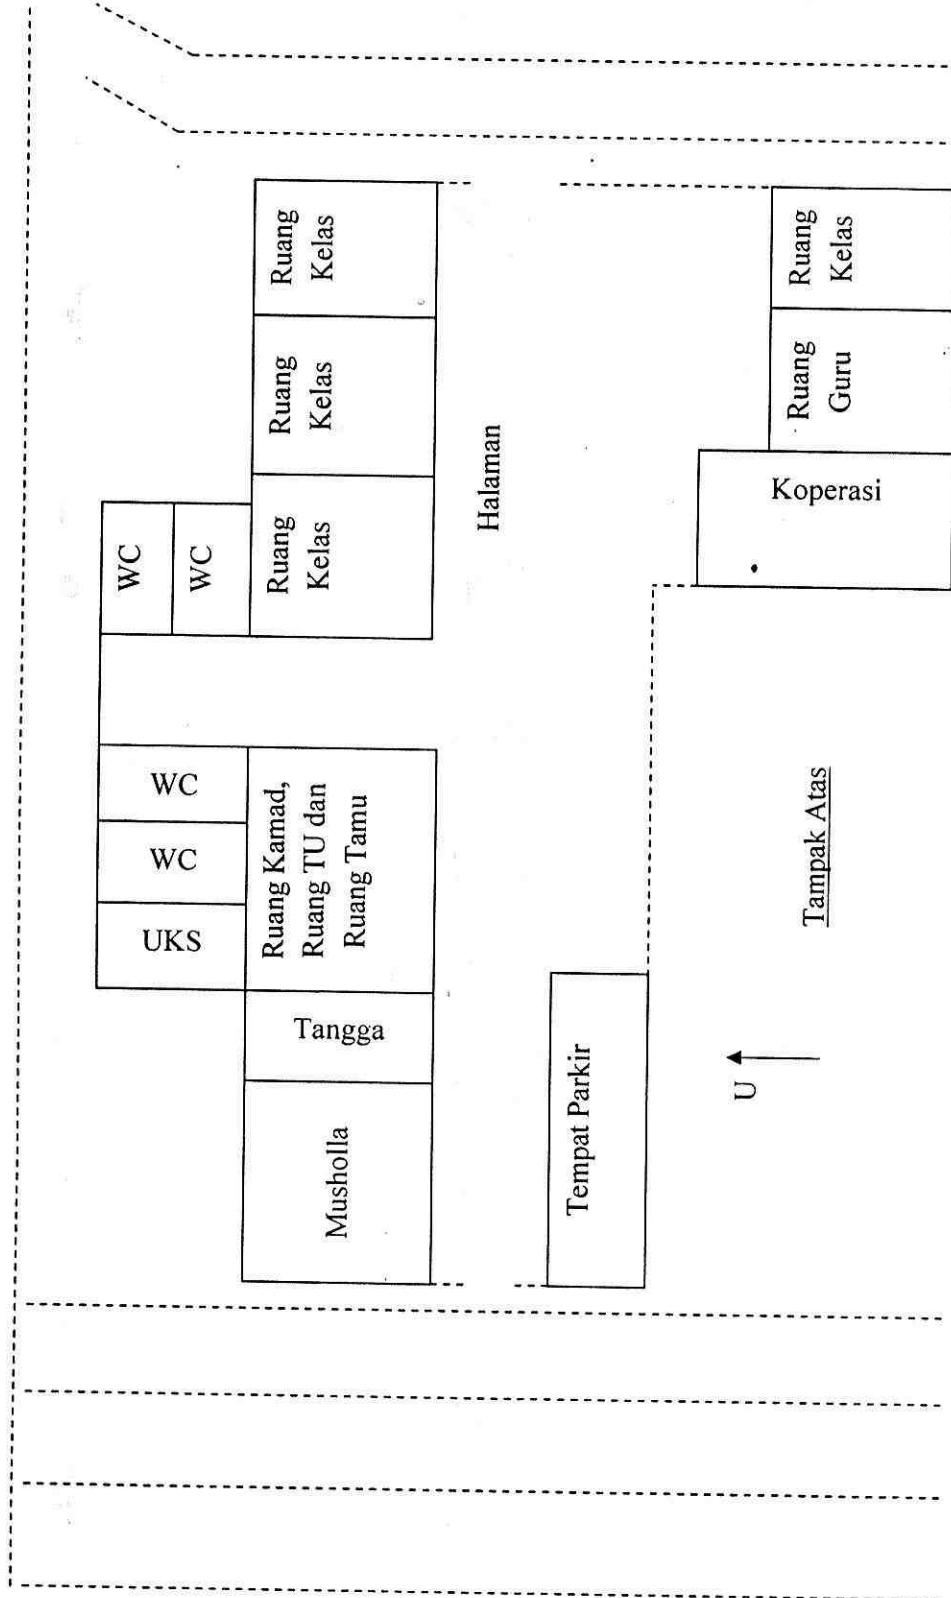 WC
WC
Ruang
Kelas
Ruang
Kelas
Ruang
Kelas
WC
WC
UKS
Ruang Kamad,
Ruang TU dan
Ruang Tamu
Tangga
Musholla
Halaman
Ruang
Kelas
Ruang
Guru
Koperasi
Tempat Parkir
U
Tampak Atas